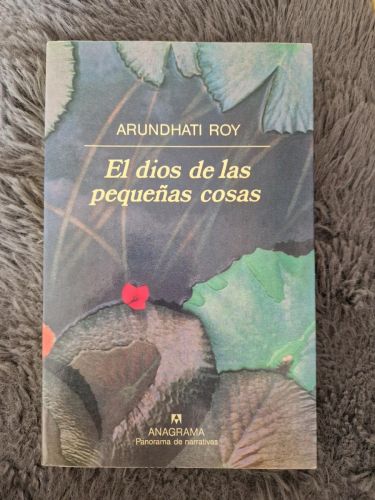 ARUNDHATI ROY
El dios de las
pequeñas cosas
ANAGRAMA
Panorama de narrativas